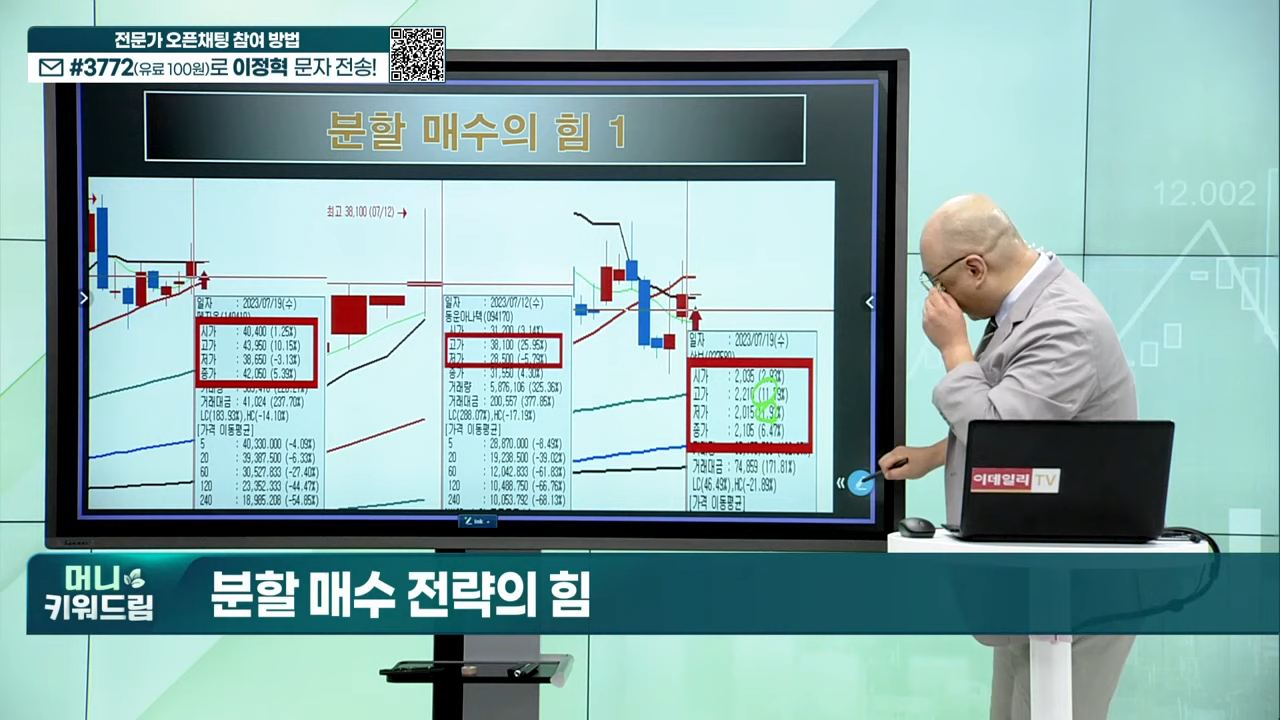 전문가 오픈채팅 참여 방법
#3772(유료 100원)로 이정혁 문자 전송!
분할 매수의 힘 1
12.002
최고 38,100 (07/12)
일자 : 2023/07/19(수)
시가 : 40,400 (1.25%)
고가 : 43,950 (10.15%)
저가 : 38,650 (-3.13%)
종가 : 42,050 (5.39%)
거래대금 : 41,024 (237.70%)
LC(183.93%),HC(-14.10%)
[가격 이동평균]
5 : 40,330.000 (-4.09%)
20 : 39,387.500 (-6.33%)
60 : 30,527.833 (-27.40%)
120 : 23,352.333 (-44.47%)
240 : 18,985.208 (-54.85%)
일자 : 2023/07/12(수)
동운아나텍(094170)
시가 : 31,200 (3.14%)
고가 : 38,100 (25.95%)
저가 : 28,500 (-5.79%)
종가 : 31,550 (4.30%)
거래량 : 5,876,106 (325.36%)
거래대금 : 200,557 (377.85%)
LC(288.07%),HC(-17.19%)
[가격 이동평균]
5 : 28,870.000 (-8.49%)
20 : 19,238.500 (-39.02%)
60 : 12,042.833 (-61.83%)
120 : 10,488.750 (-66.76%)
240 : 10,053.792 (-68.13%)
일자 : 2023/07/19(수)
시가 : 2,035
고가
저가 : 2,015
종가 : 2,105 (6.47%)
거래대금 : 74,859 (171.81%)
LC(46.49%),HC(-21.89%)
[가격 이동평균]
이데일리TV
머니
키워드림
분할 매수 전략의 힘